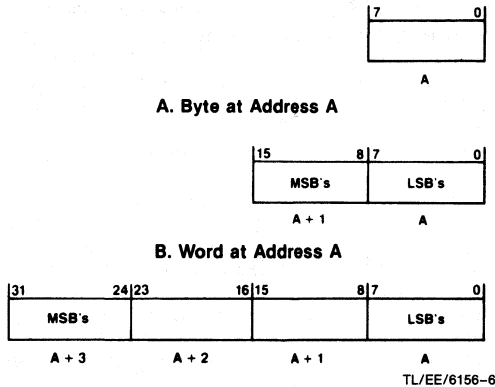 7 0
A
A. Byte at Address A
15 8 7 0
MSB's LSB's
A + 1 A
B. Word at Address A
31 24 23 16 15 8 7 0
MSB's LSB's
A + 3 A + 2 A + 1 A
TL/EE/6156–6